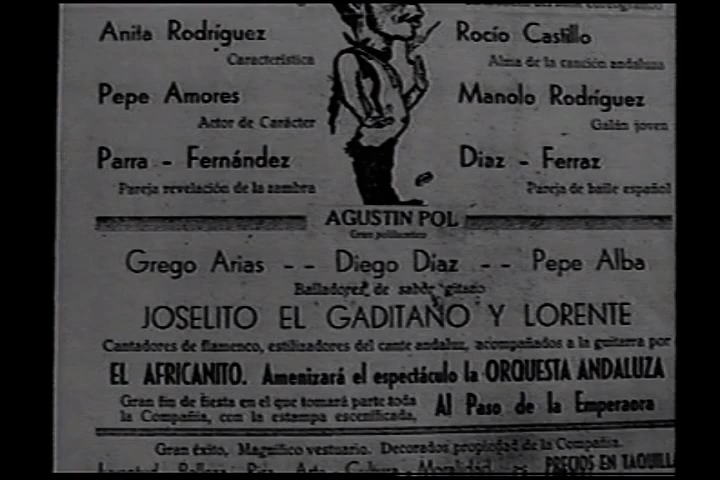 Anita Rodríguez
Característica
Pepe Amores
Actor de Carácter
Parra - Fernández
Pareja revelación de la zambra
Rocío Castillo
Alma de la canción andaluza
Manolo Rodríguez
Galán joven
Diaz - Ferraz
Pareja de baile español
AGUSTIN POL
Gran
Grego Arias - - Diego Díaz - - Pepe Alba
Bailadores de sabor gitano
JOSELITO EL GADITANO Y LORENTE
Cantadores de flamenco, estilizadores del cante andaluz, acompañados a la guitarra por
EL AFRICANITO. Amenizará el espectáculo la ORQUESTA ANDALUZA
Gran fin de fiesta en el que tomará parte toda
la Compañía, con la estampa escenificada,
Al Paso de la Emperaora
Gran éxito. Magnífico vestuario. Decorados propiedad de la Compañía.
Arte - Cultura - Moralidad
PRECIOS EN TAQUILLA